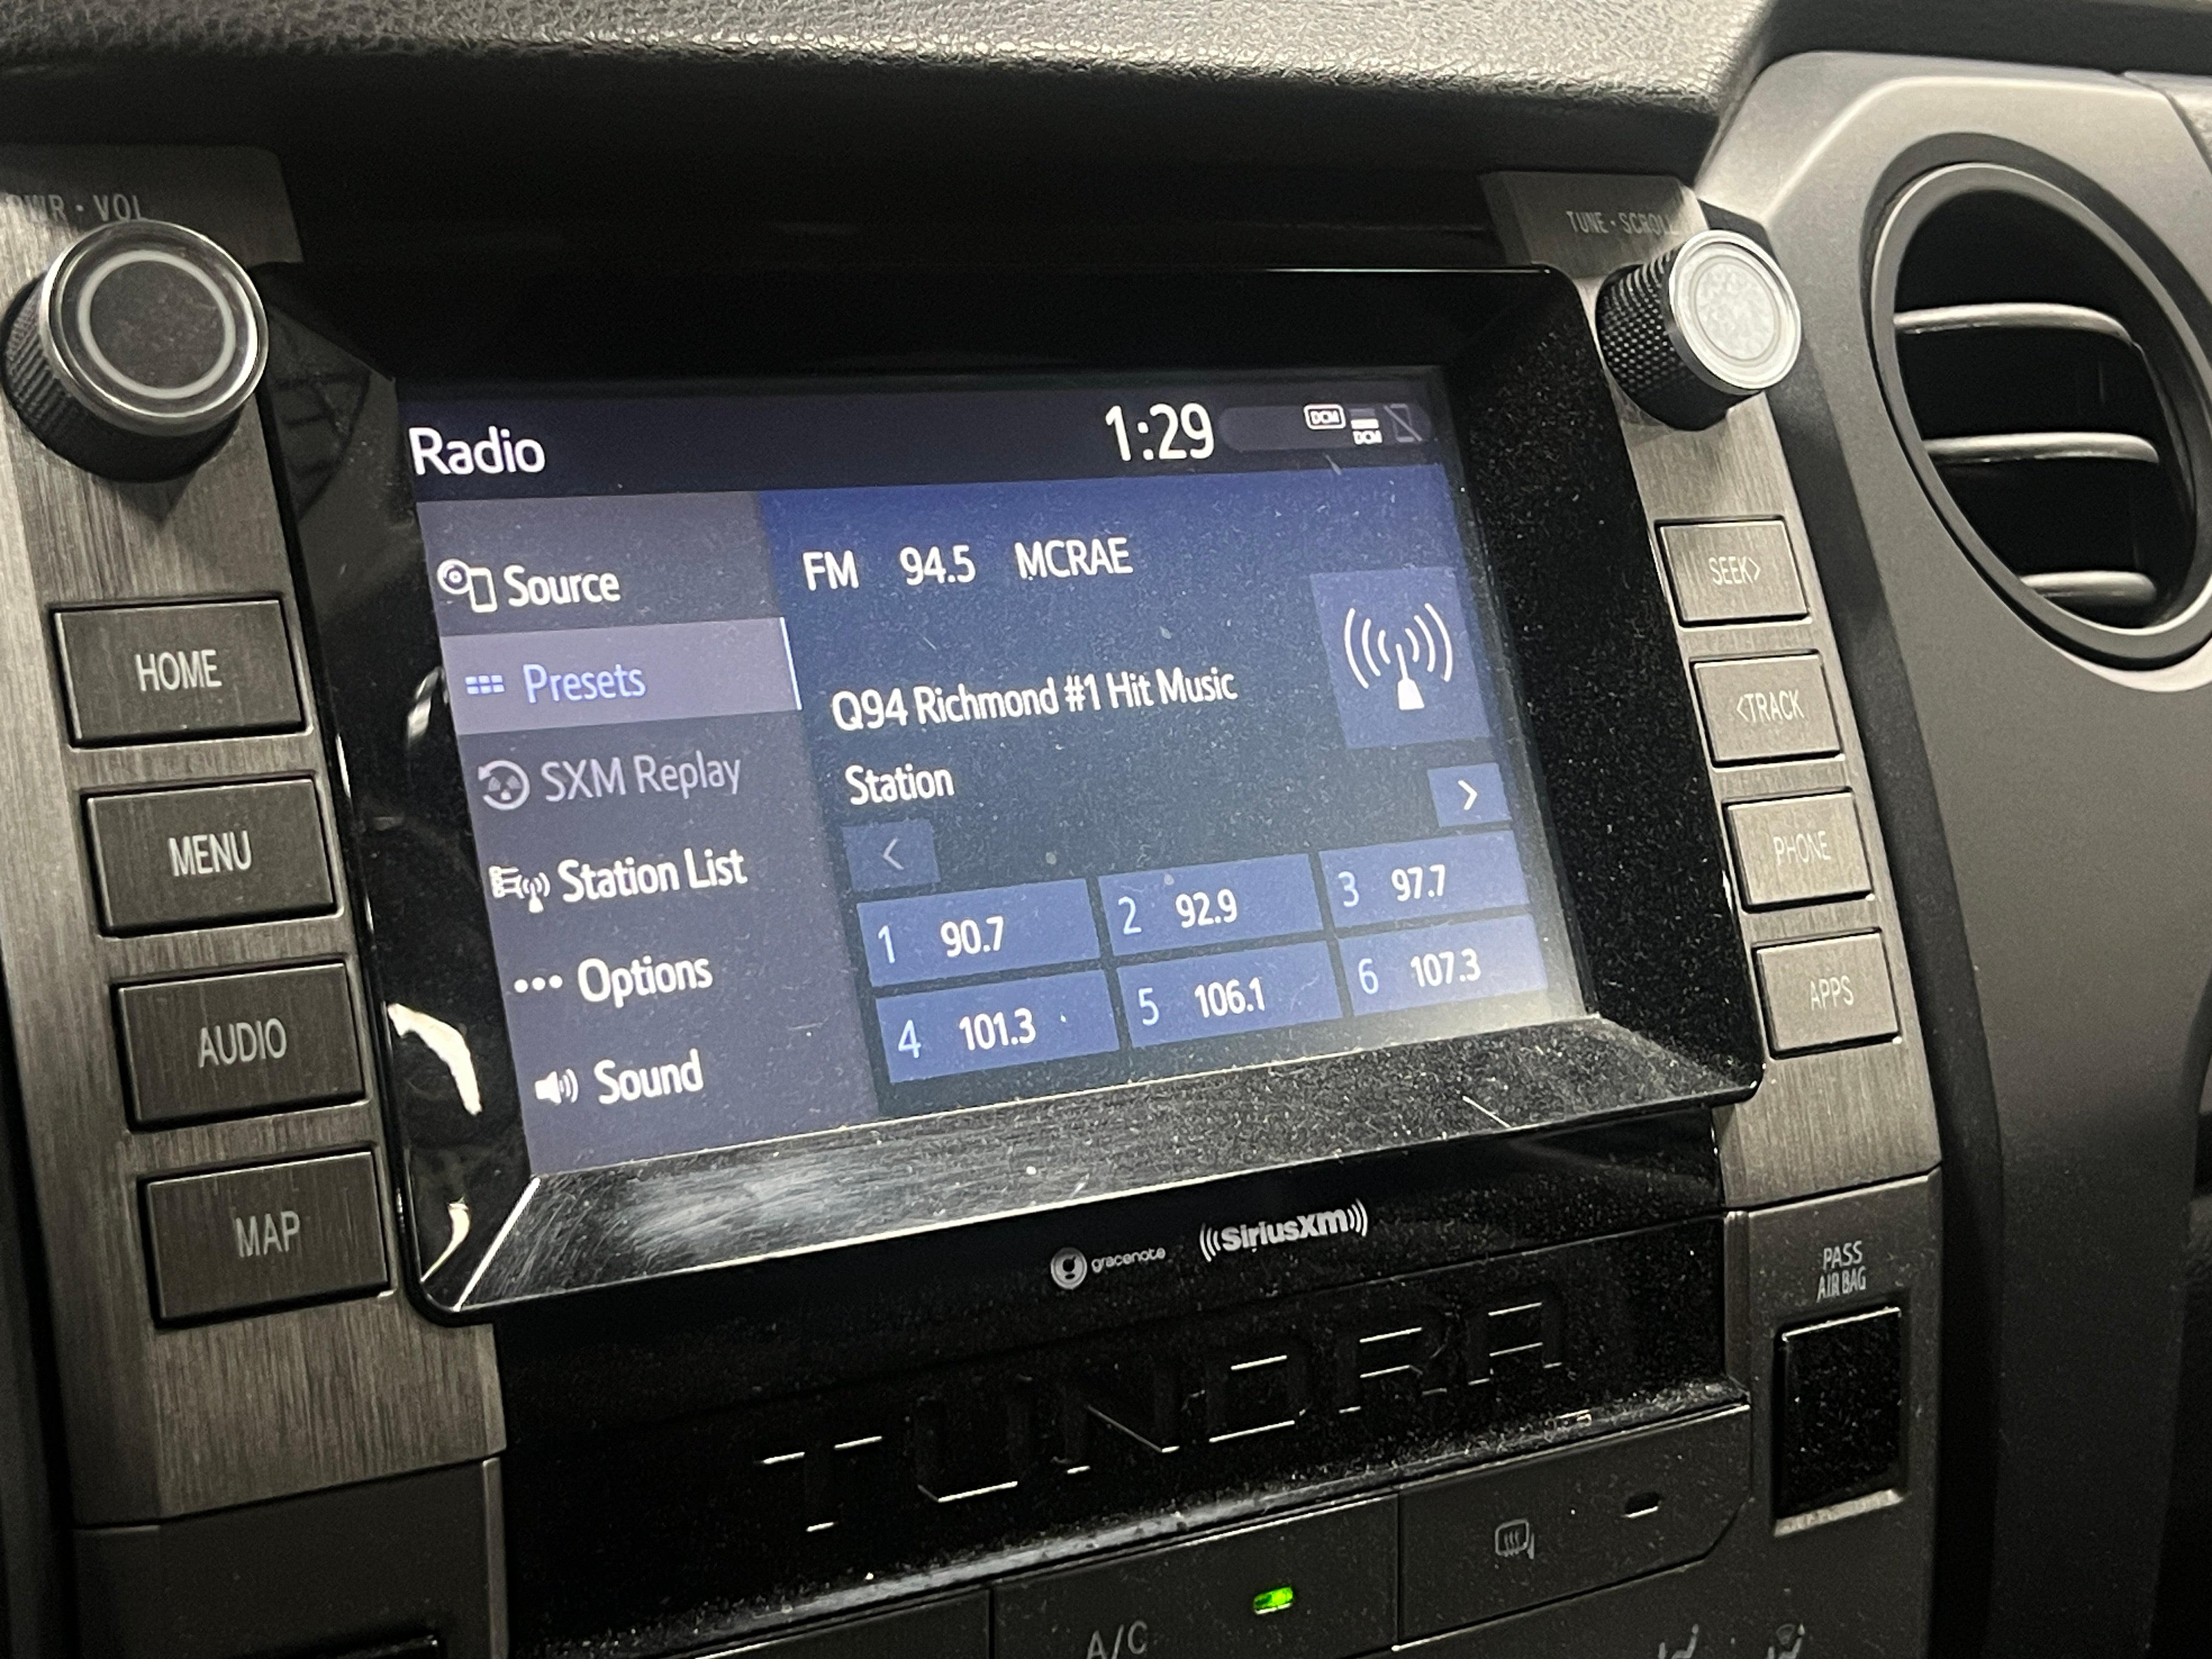 PWR · VOL
TUNE · SCROLL
Radio
1:29
DCM
DCM
Source
FM 94.5 MCRAE
SEEK>
HOME
Presets
Q94 Richmond #1 Hit Music
<TRACK
SXM Replay
Station
>
PHONE
MENU
Station List
<
1 90.7
2 92.9
3 97.7
Options
4 101.3
5 106.1
6 107.3
APPS
AUDIO
Sound
MAP
gracenote
((SiriusXM))
PASS
AIR BAG
TUNDRA
A/C